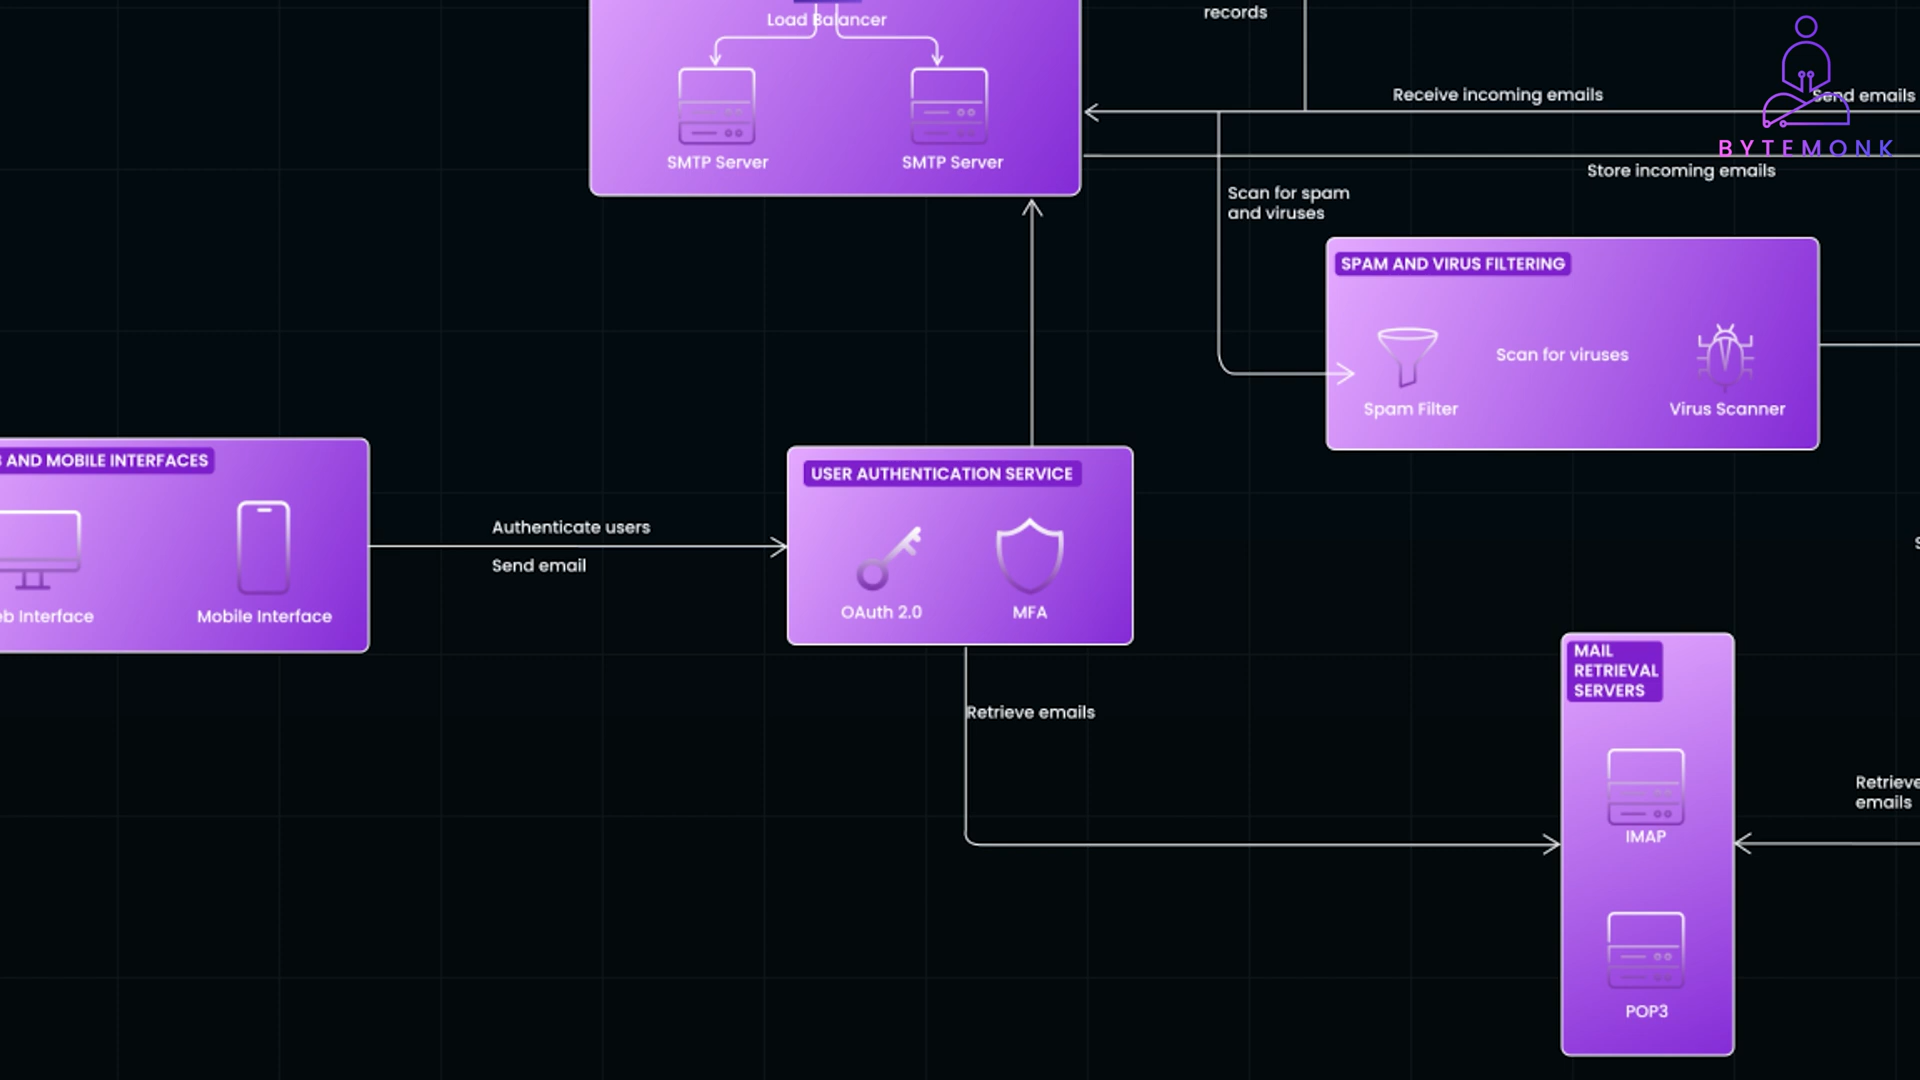 Load Balancer
SMTP Server
SMTP Server
records
Receive incoming emails
Send emails
BYTEMONK
Store incoming emails
Scan for spam
and viruses
SPAM AND VIRUS FILTERING
Scan for viruses
Spam Filter
Virus Scanner
AND MOBILE INTERFACES
Interface
Mobile Interface
Authenticate users
Send email
USER AUTHENTICATION SERVICE
OAuth 2.0
MFA
Retrieve emails
MAIL
RETRIEVAL
SERVERS
IMAP
POP3
Retrieve
emails